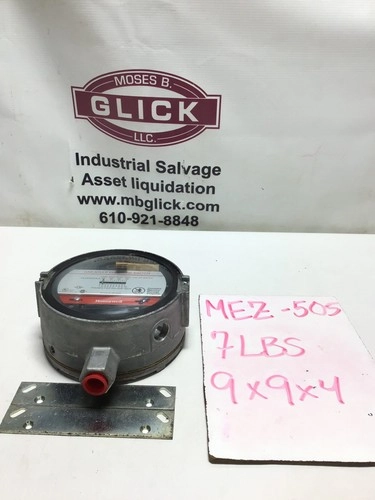 MOSES B.
GLICK
LLC.
Industrial Salvage
Asset liquidation
www.mbglick.com
610-921-8848
MEZ-505
7LBS
9x9x4